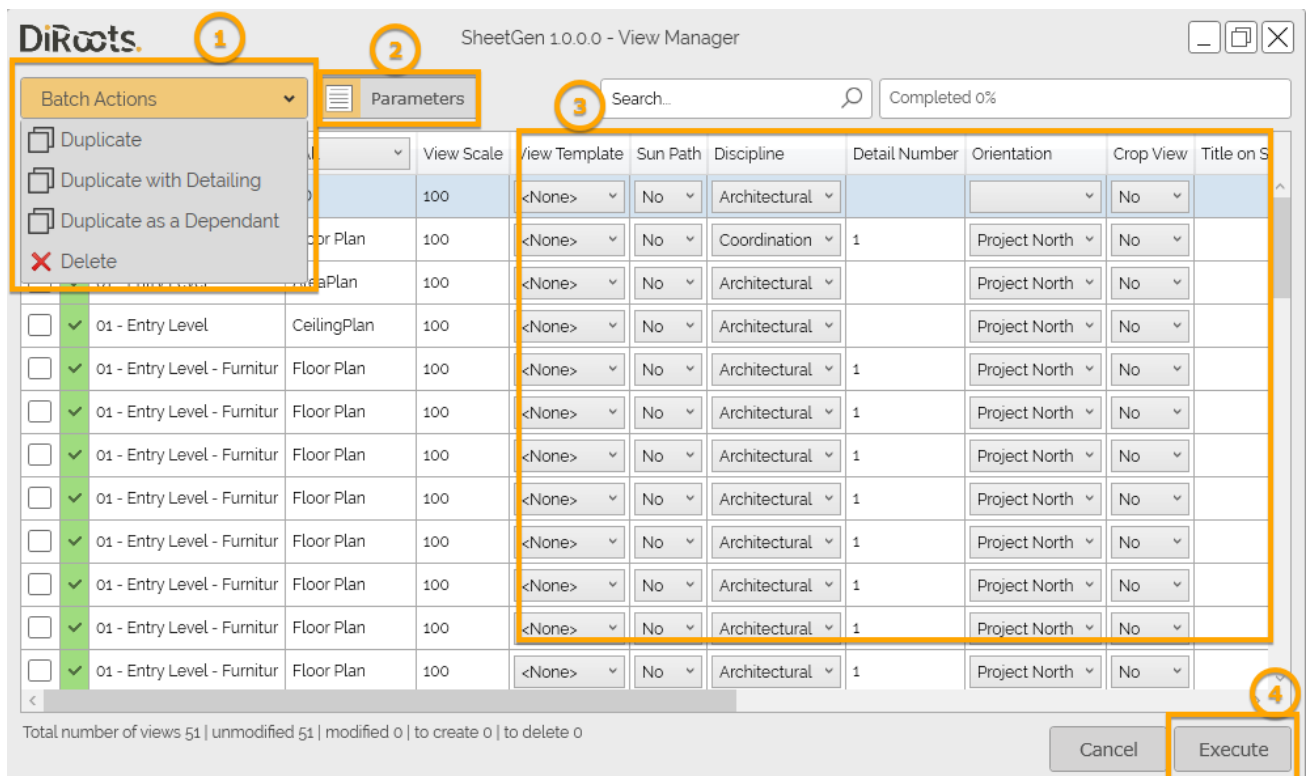 DiRoots.
1
2
SheetGen 1.0.0.0 - View Manager
Batch Actions
Parameters
3
Search...
Completed 0%
Duplicate
Duplicate with Detailing
Duplicate as a Dependant
Delete
View Scale View Template Sun Path Discipline Detail Number Orientation Crop View Title on S
100 <None> No Architectural No
oor Plan 100 <None> No Coordination 1 Project North No
01 - Entry Level AreaPlan 100 <None> No Architectural Project North No
01 - Entry Level CeilingPlan 100 <None> No Architectural Project North No
01 - Entry Level - Furnitur Floor Plan 100 <None> No Architectural 1 Project North No
01 - Entry Level - Furnitur Floor Plan 100 <None> No Architectural 1 Project North No
01 - Entry Level - Furnitur Floor Plan 100 <None> No Architectural 1 Project North No
01 - Entry Level - Furnitur Floor Plan 100 <None> No Architectural 1 Project North No
01 - Entry Level - Furnitur Floor Plan 100 <None> No Architectural 1 Project North No
01 - Entry Level - Furnitur Floor Plan 100 <None> No Architectural 1 Project North No
01 - Entry Level - Furnitur Floor Plan 100 <None> No Architectural 1 Project North No
01 - Entry Level - Furnitur Floor Plan 100 <None> No Architectural 1 Project North No
4
Total number of views 51 | unmodified 51 | modified 0 | to create 0 | to delete 0
Cancel
Execute